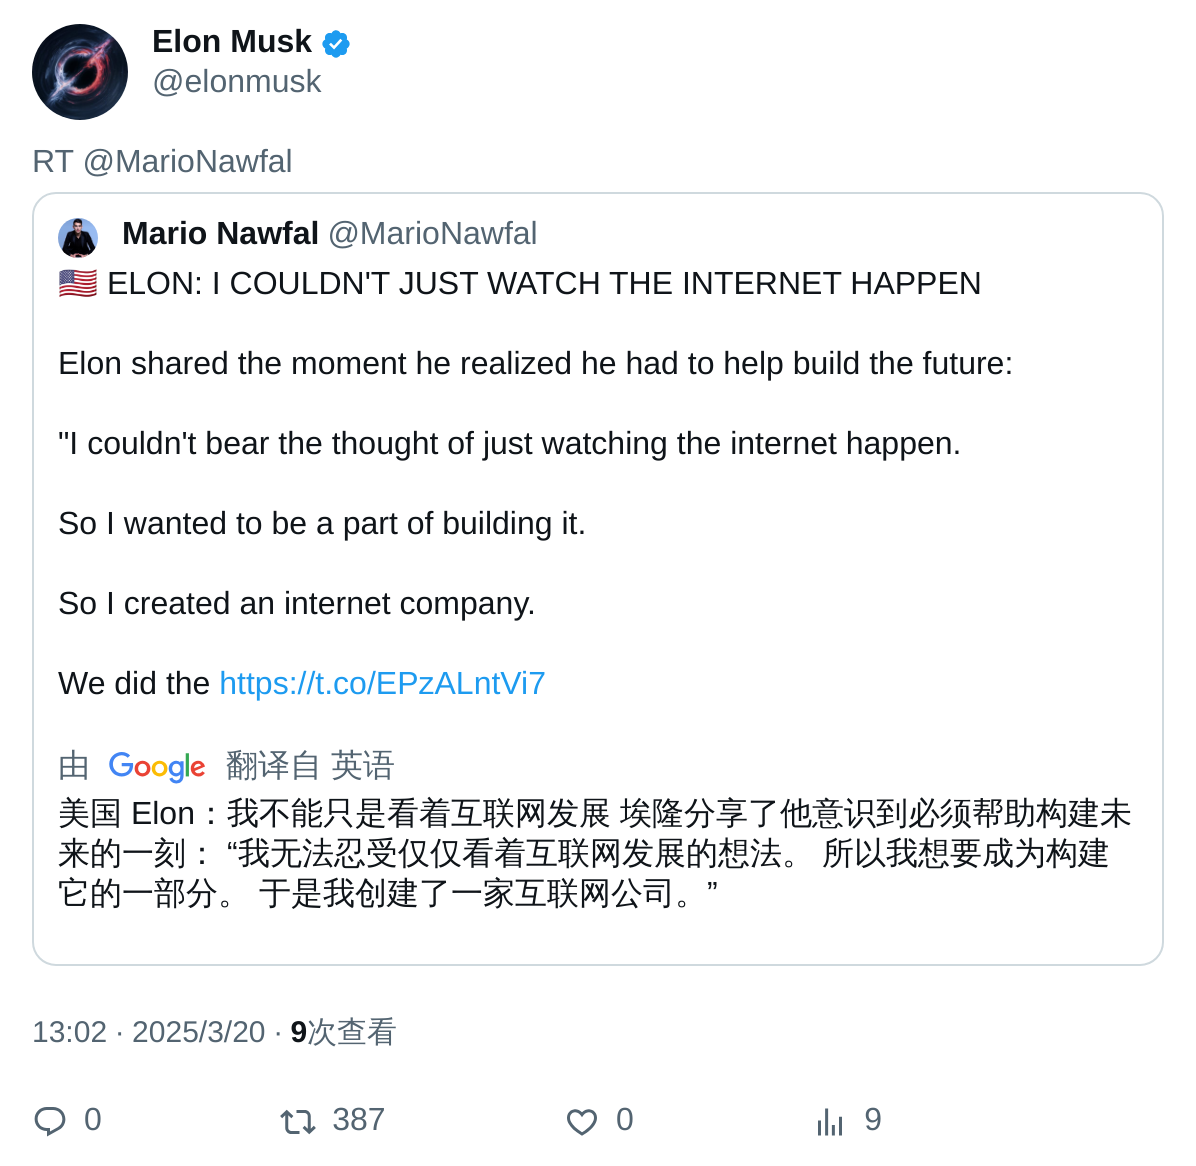 Elon Musk
@elonmusk
RT @MarioNawfal
Mario Nawfal @MarioNawfal
🇺🇸 ELON: I COULDN'T JUST WATCH THE INTERNET HAPPEN
Elon shared the moment he realized he had to help build the future:
"I couldn't bear the thought of just watching the internet happen.
So I wanted to be a part of building it.
So I created an internet company.
We did the https://t.co/EPzALntVi7
由 Google 翻译自 英语
美国 Elon：我不能只是看着互联网发展 埃隆分享了他意识到必须帮助构建未
来的一刻： “我无法忍受仅仅看着互联网发展的想法。 所以我想要成为构建
它的一部分。 于是我创建了一家互联网公司。”
13:02 · 2025/3/20 · 9次查看
0 387 0 9